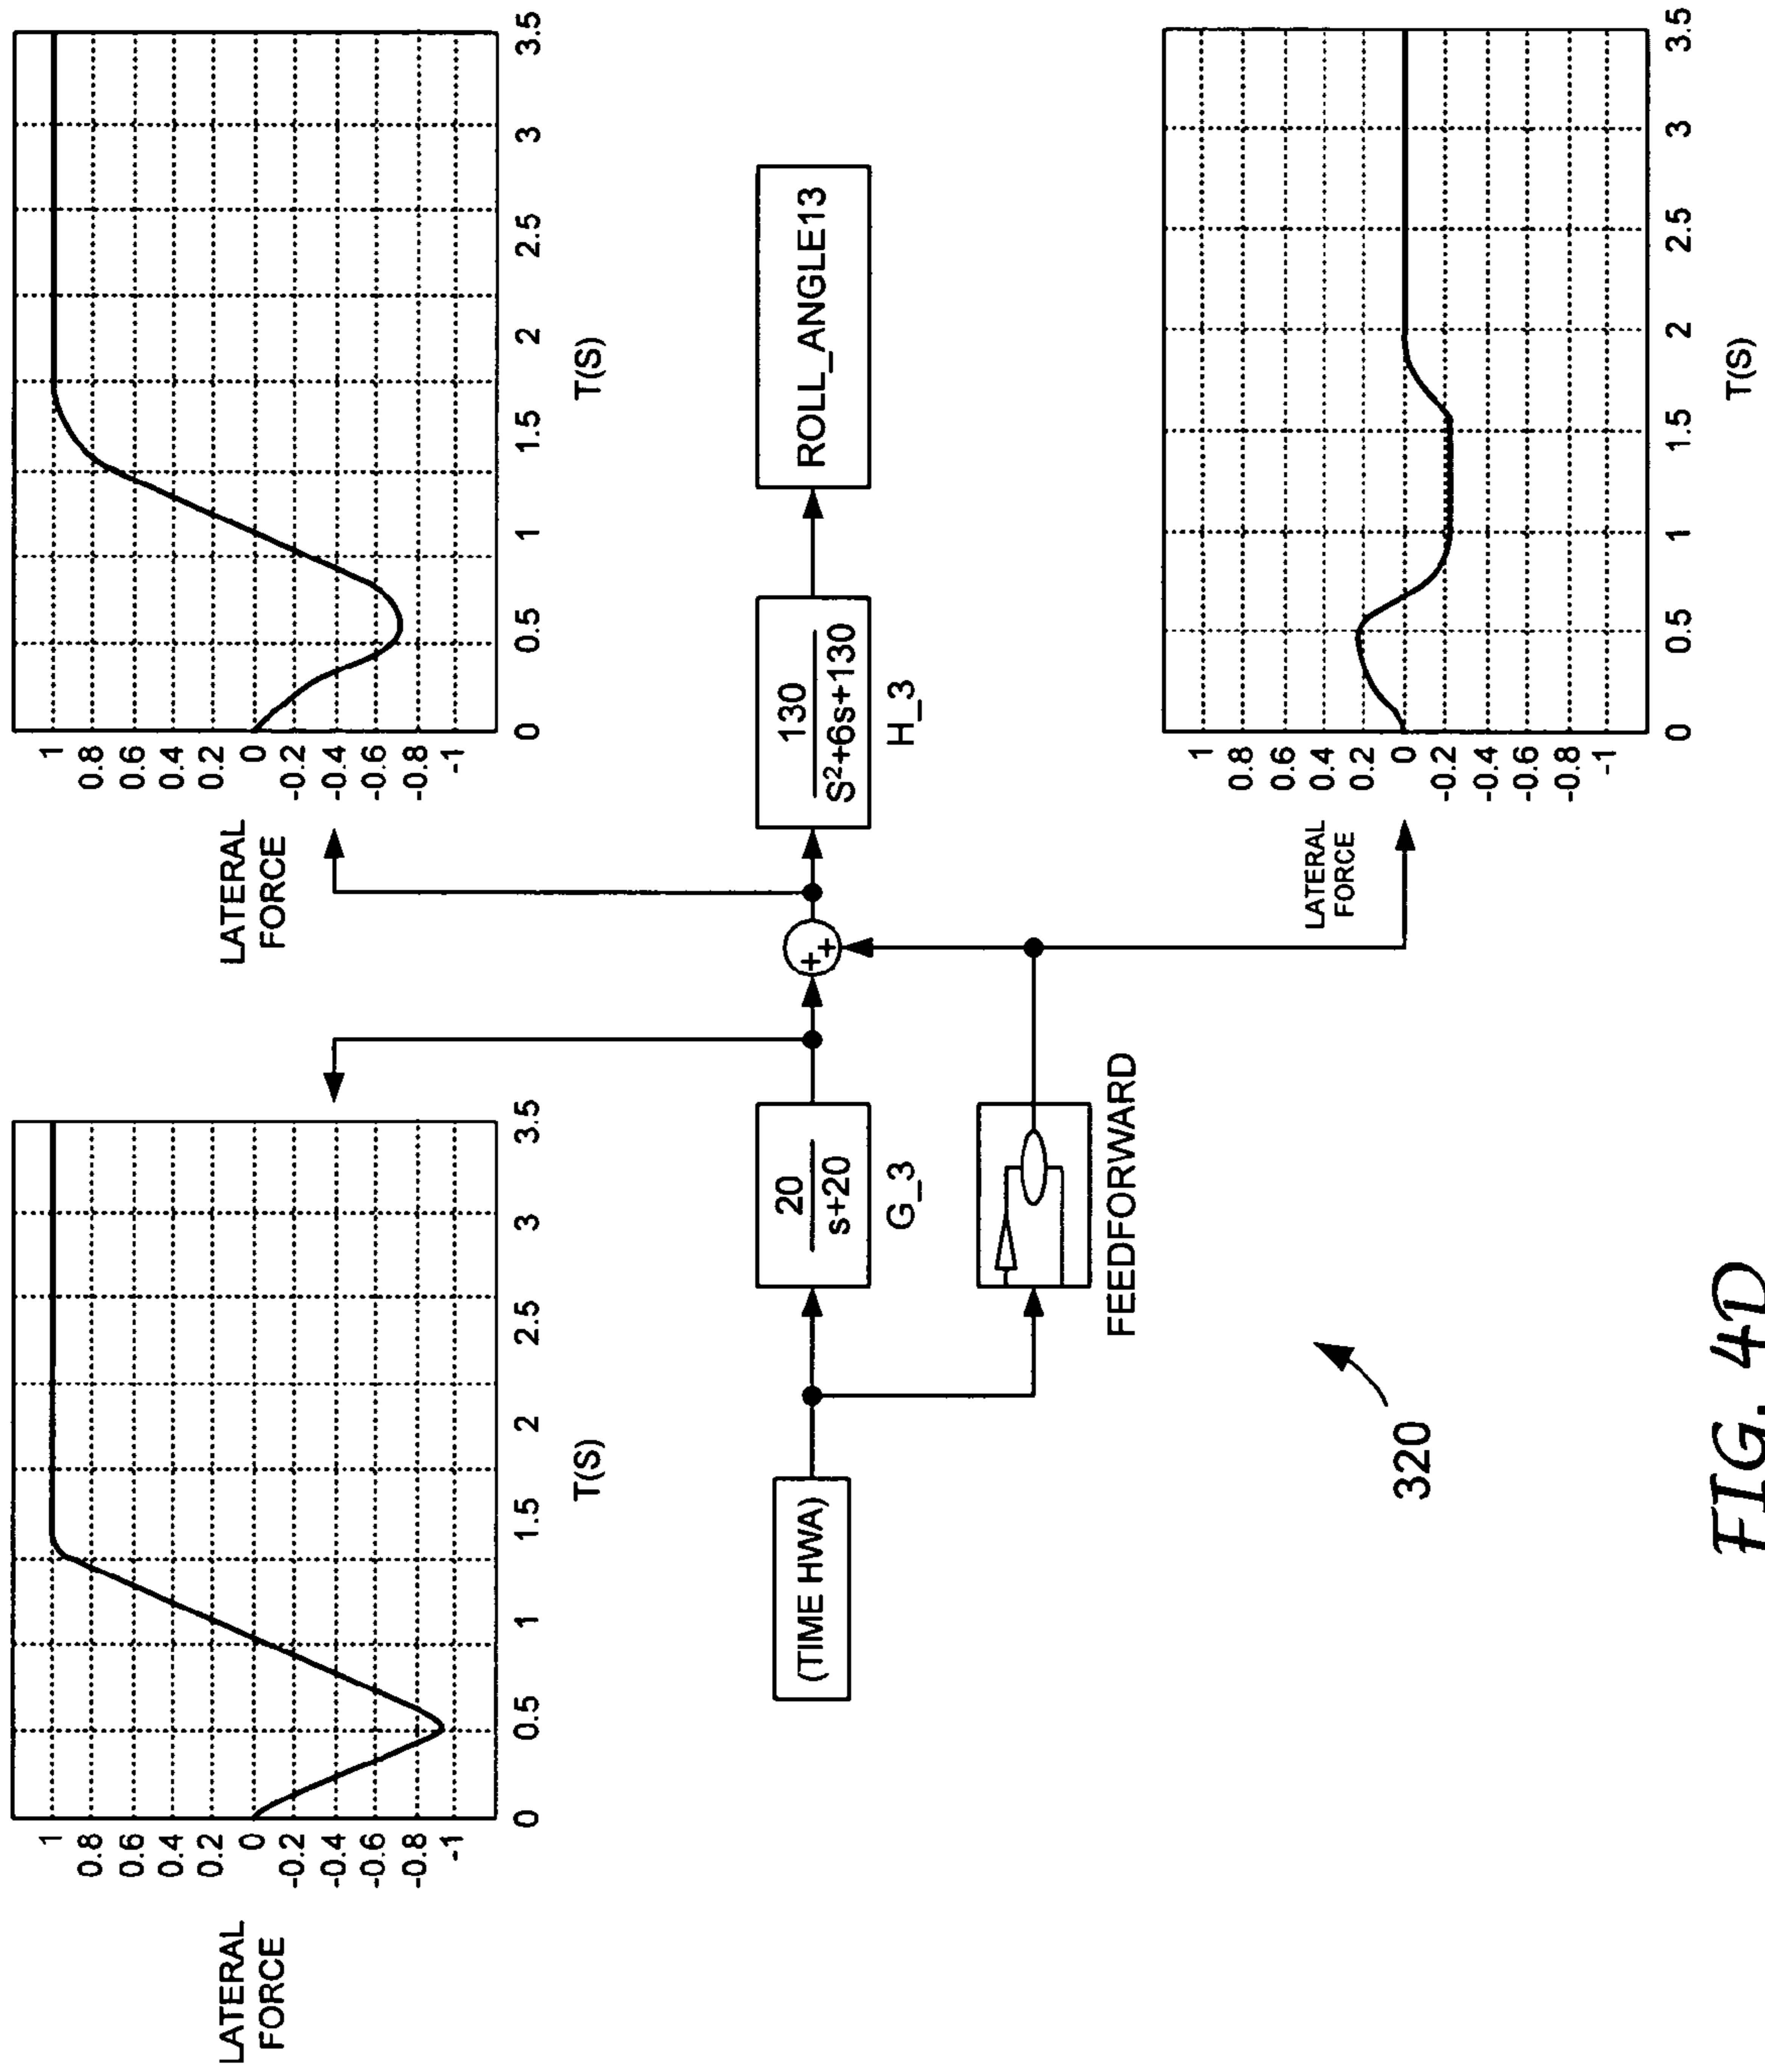 LATERAL
FORCE
1
0.8
0.6
0.4
0.2
0
-0.2
-0.4
-0.6
-0.8
-1
0 0.5 1 1.5 2 2.5 3 3.5
T(S)
LATERAL
FORCE
1
0.8
0.6
0.4
0.2
0
-0.2
-0.4
-0.6
-0.8
-1
0 0.5 1 1.5 2 2.5 3 3.5
T(S)
(TIME HWA)
20
s+20
G_3
+
+
130
S²+6s+130
H_3
ROLL_ANGLE13
FEEDFORWARD
LATERAL
FORCE
1
0.8
0.6
0.4
0.2
0
-0.2
-0.4
-0.6
-0.8
-1
0 0.5 1 1.5 2 2.5 3 3.5
T(S)
320
FIG. 4D